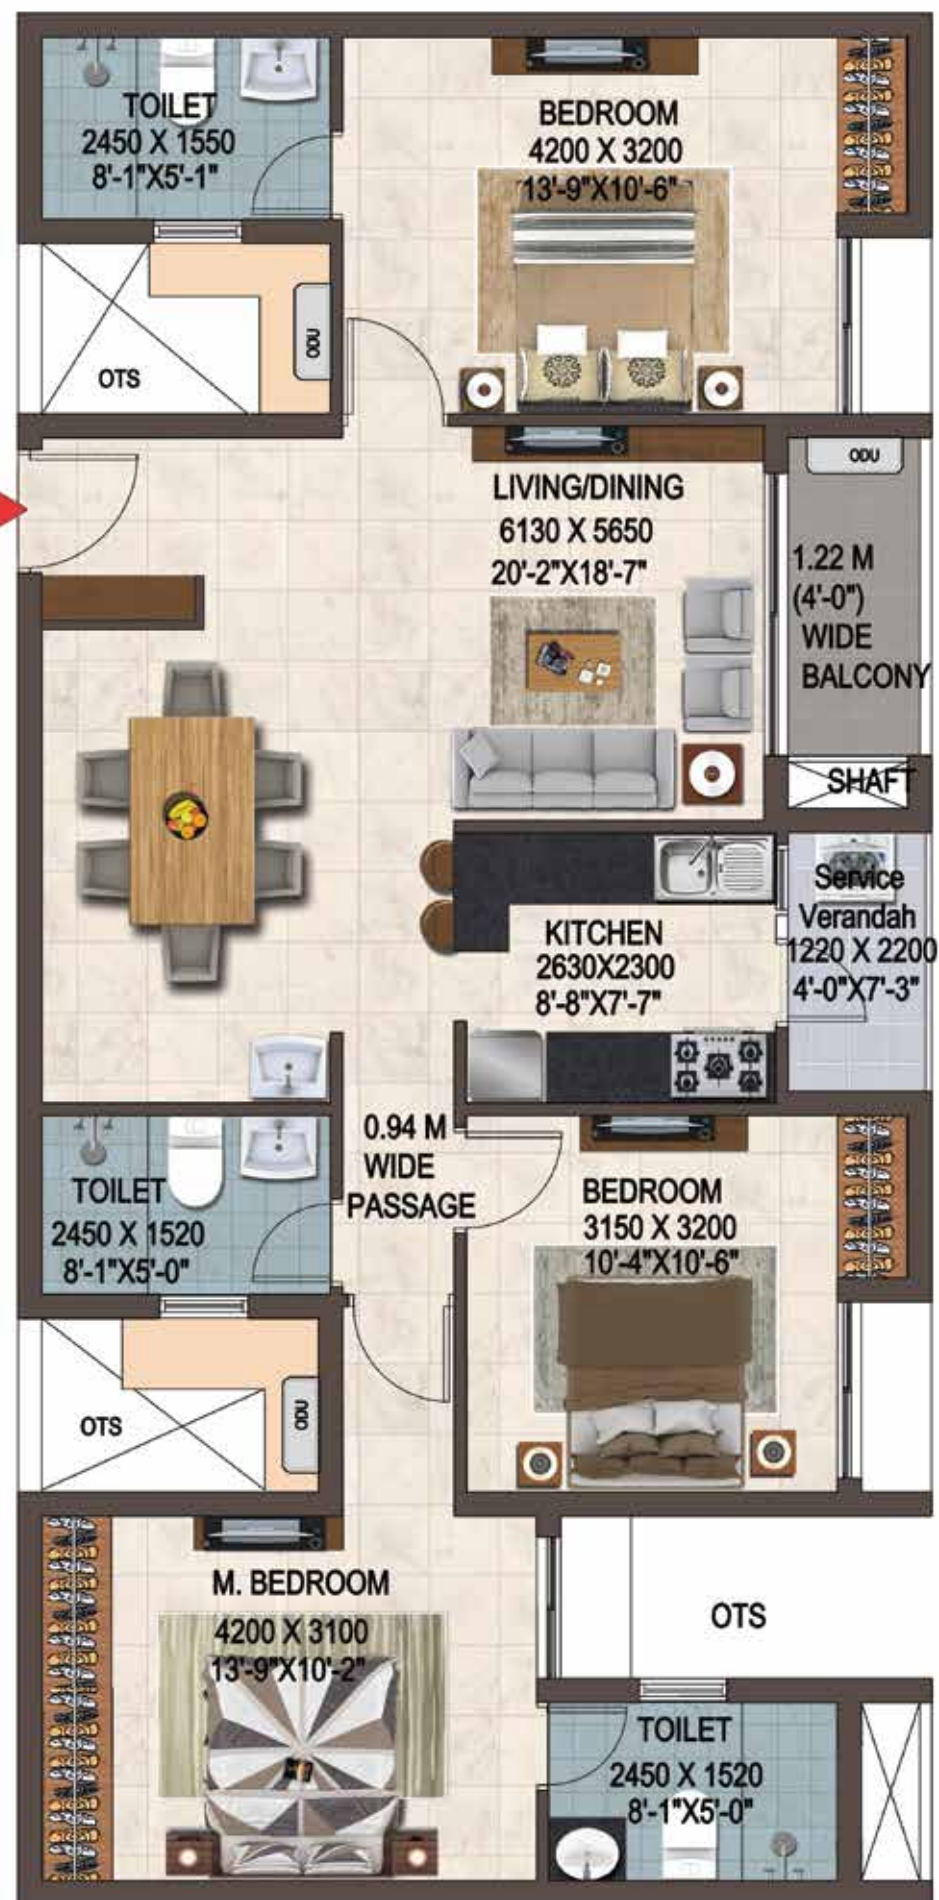 TOILET
2450 X 1550
8'-1"X5'-1"
BEDROOM
4200 X 3200
13'-9"X10'-6"
OTS
ODU
LIVING/DINING
6130 X 5650
20'-2"X18'-7"
ODU
1.22 M
(4'-0")
WIDE
BALCONY
SHAFT
KITCHEN
2630X2300
8'-8"X7'-7"
Service
Verandah
1220 X 2200
4'-0"X7'-3"
TOILET
2450 X 1520
8'-1"X5'-0"
0.94 M
WIDE
PASSAGE
BEDROOM
3150 X 3200
10'-4"X10'-6"
OTS
ODU
M. BEDROOM
4200 X 3100
13'-9"X10'-2"
OTS
TOILET
2450 X 1520
8'-1"X5'-0"